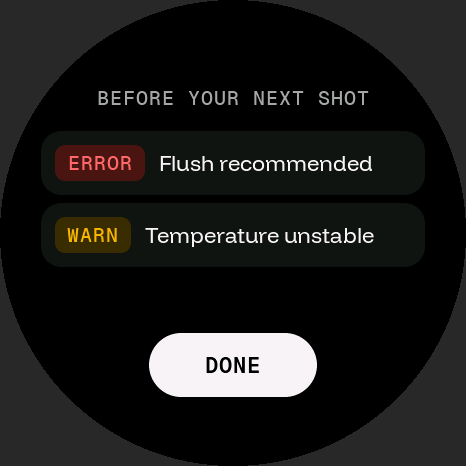 BEFORE YOUR NEXT SHOT
ERROR Flush recommended
WARN Temperature unstable
DONE